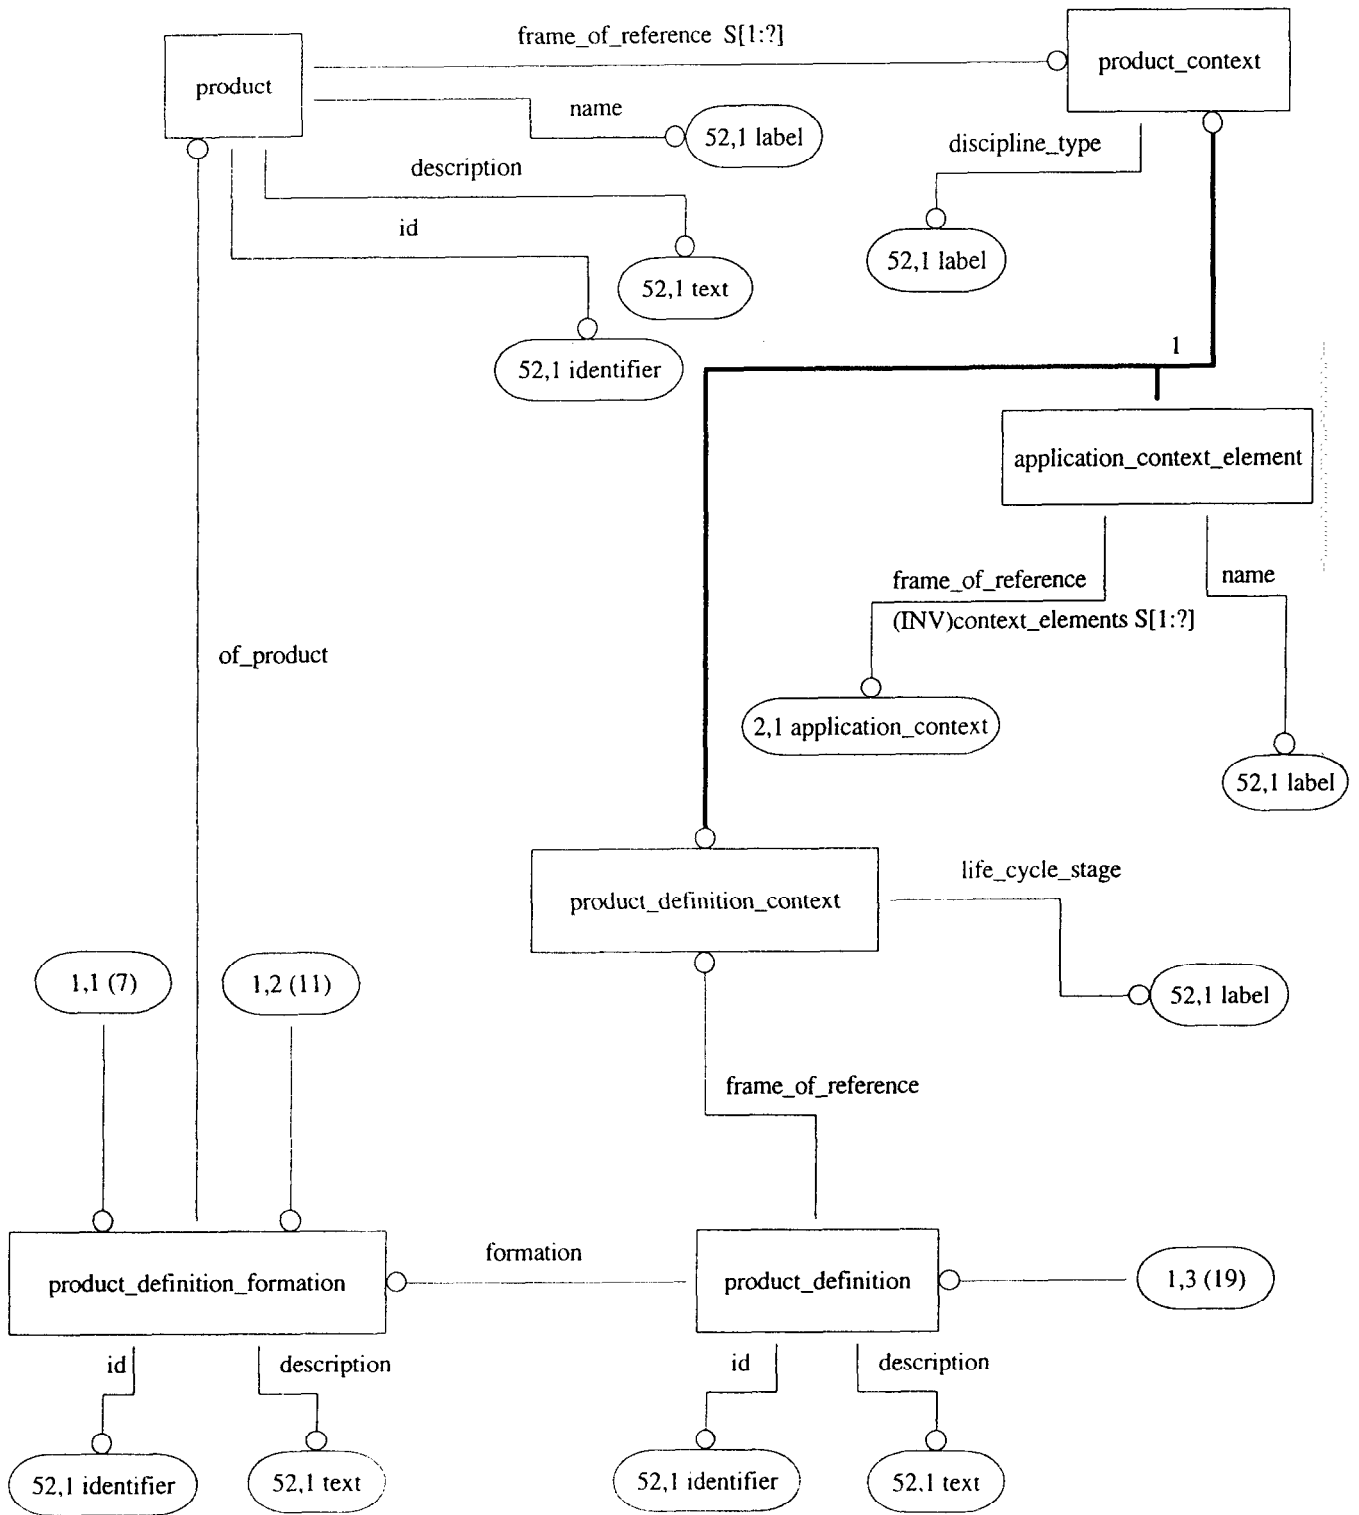 frame_of_reference S[1:?]
product
product_context
name
52,1 label
discipline_type
description
id
52,1 label
52,1 text
52,1 identifier
1
application_context_element
frame_of_reference
name
(INV)context_elements S[1:?]
of_product
2,1 application_context
52,1 label
life_cycle_stage
product_definition_context
1,1 (7)
1,2 (11)
52,1 label
frame_of_reference
formation
product_definition_formation
product_definition
1,3 (19)
id
description
id
description
52,1 identifier
52,1 text
52,1 identifier
52,1 text